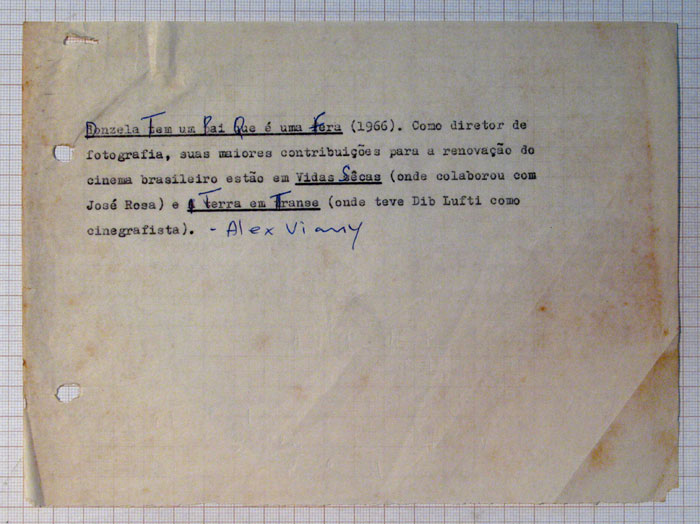 Donzela Tem um Pai Que é uma Fera (1966). Como diretor de
fotografia, suas maiores contribuições para a renovação do
cinema brasileiro estão em Vidas Sêcas (onde colaborou com
José Rosa) e Terra em Transe (onde teve Dib Lufti como
cinegrafista). - Alex Viany